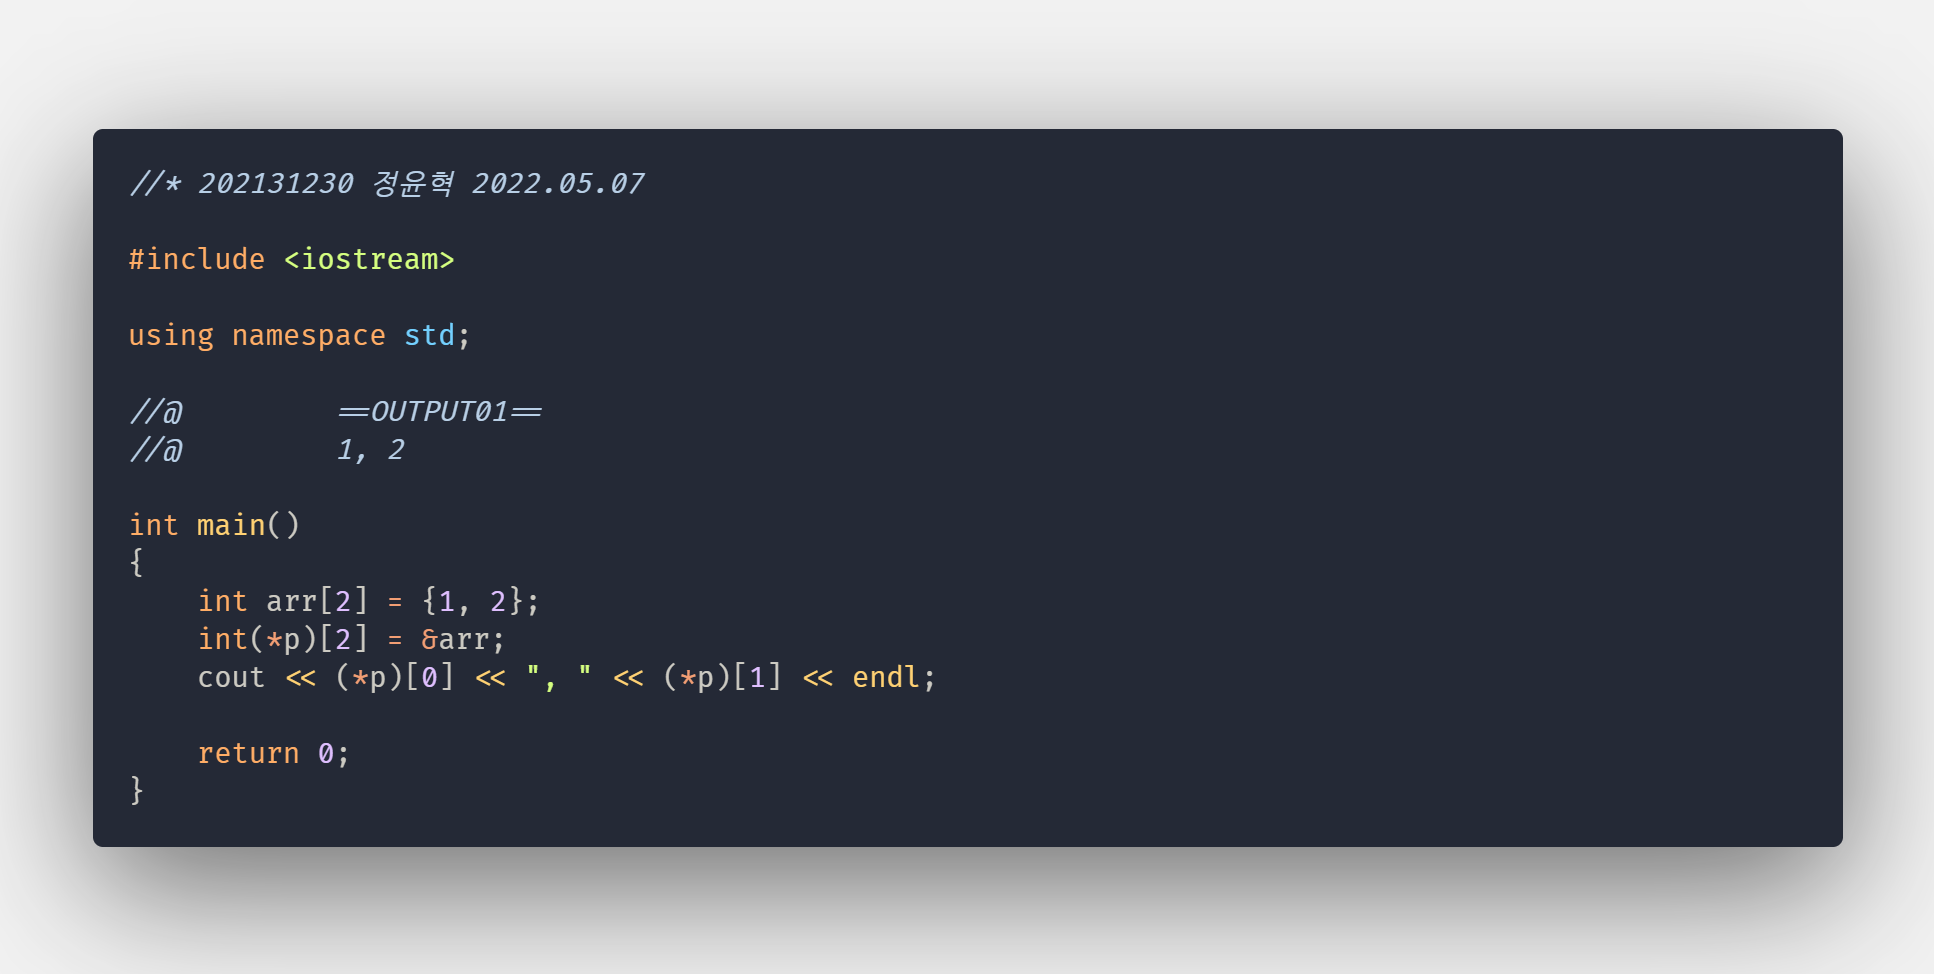 //* 202131230 정윤혁 2022.05.07
#include <iostream>
using namespace std;
//@         ==OUTPUT01==
//@         1, 2
int main()
{
    int arr[2] = {1, 2};
    int(*p)[2] = &arr;
    cout << (*p)[0] << ", " << (*p)[1] << endl;
    return 0;
}